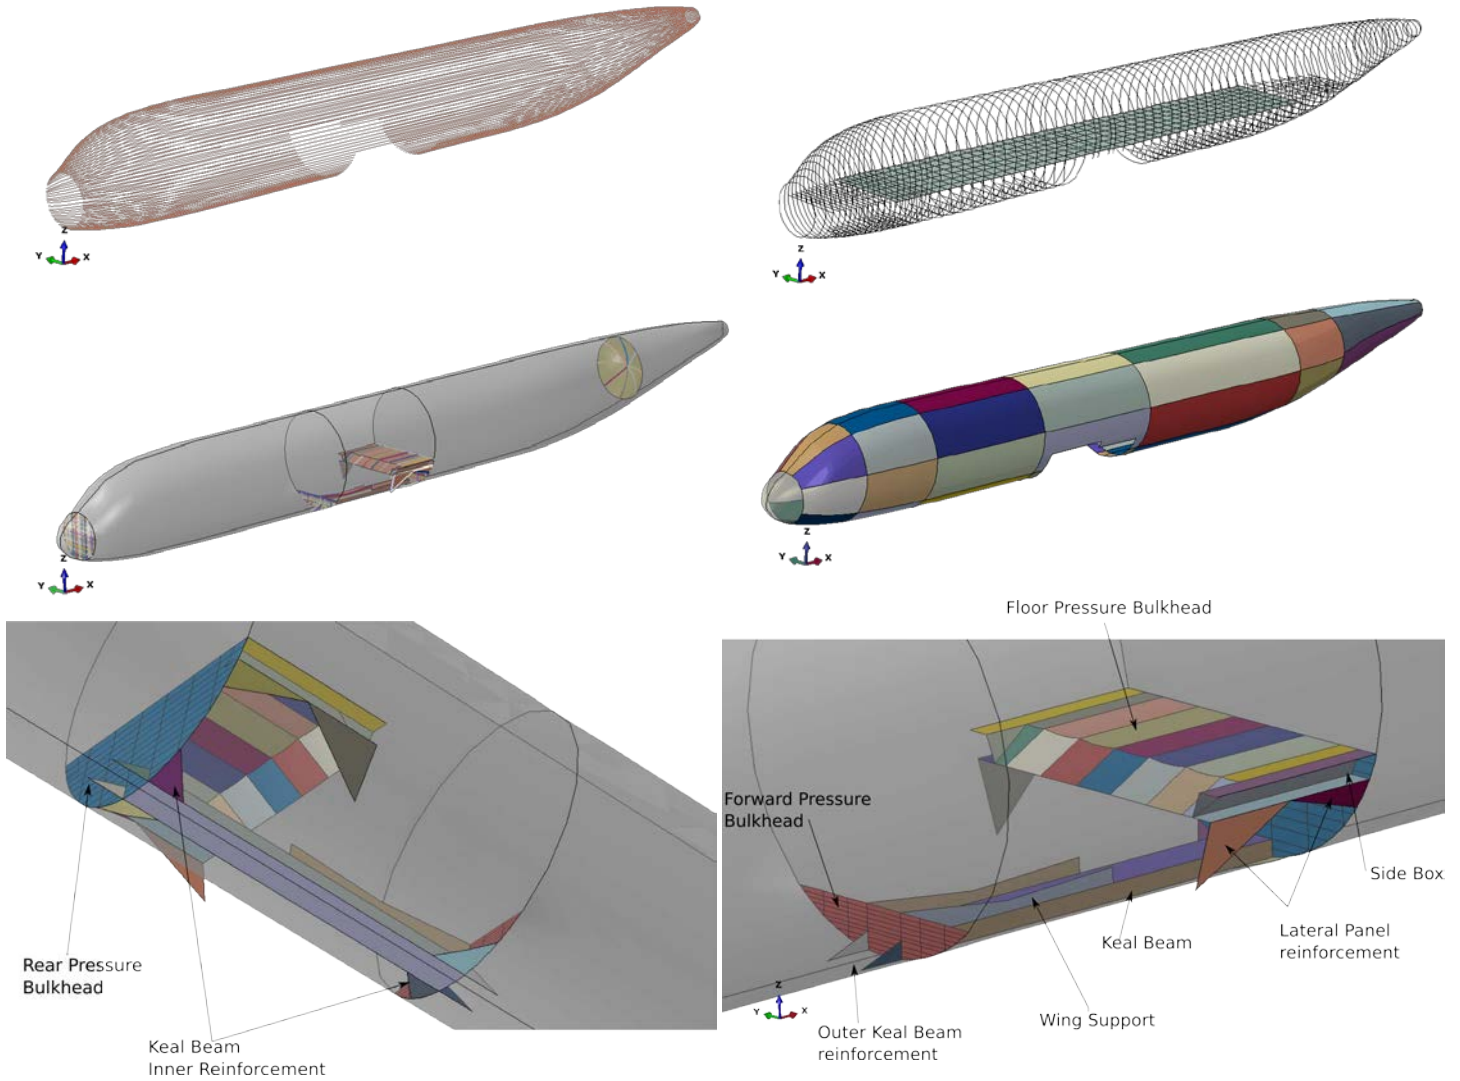 Z
Y X
Z
Y X
Z
Y X
Z
Y X
Floor Pressure Bulkhead
Forward Pressure
Bulkhead
Side Box
Lateral Panel
reinforcement
Keal Beam
Wing Support
Outer Keal Beam
reinforcement
Z
Y X
Rear Pressure
Bulkhead
Keal Beam
Inner Reinforcement